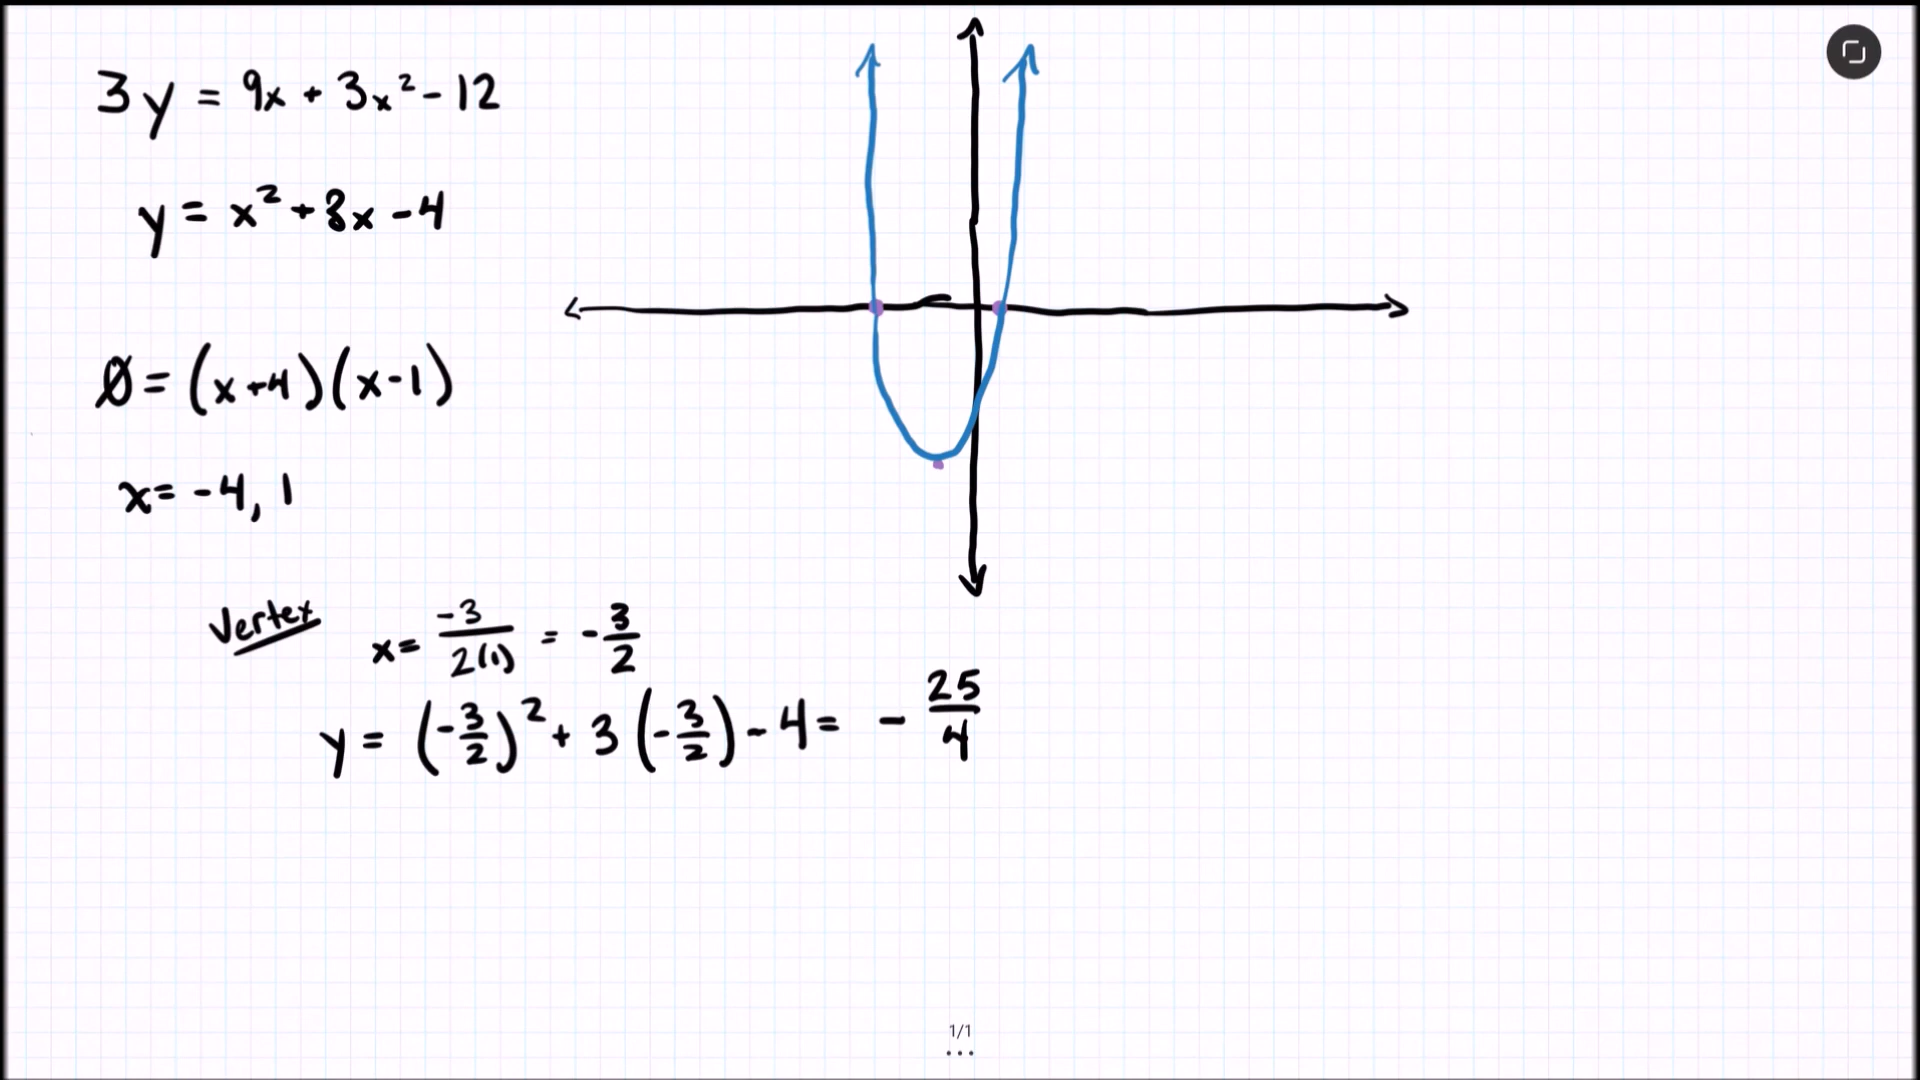 3y = 9x + 3x² - 12
y = x² + 3x - 4
0 = (x+4)(x-1)
x = -4, 1
Vertex x = -3/2(1) = -3/2
y = (-3/2)² + 3(-3/2) - 4 = -25/4
1/1